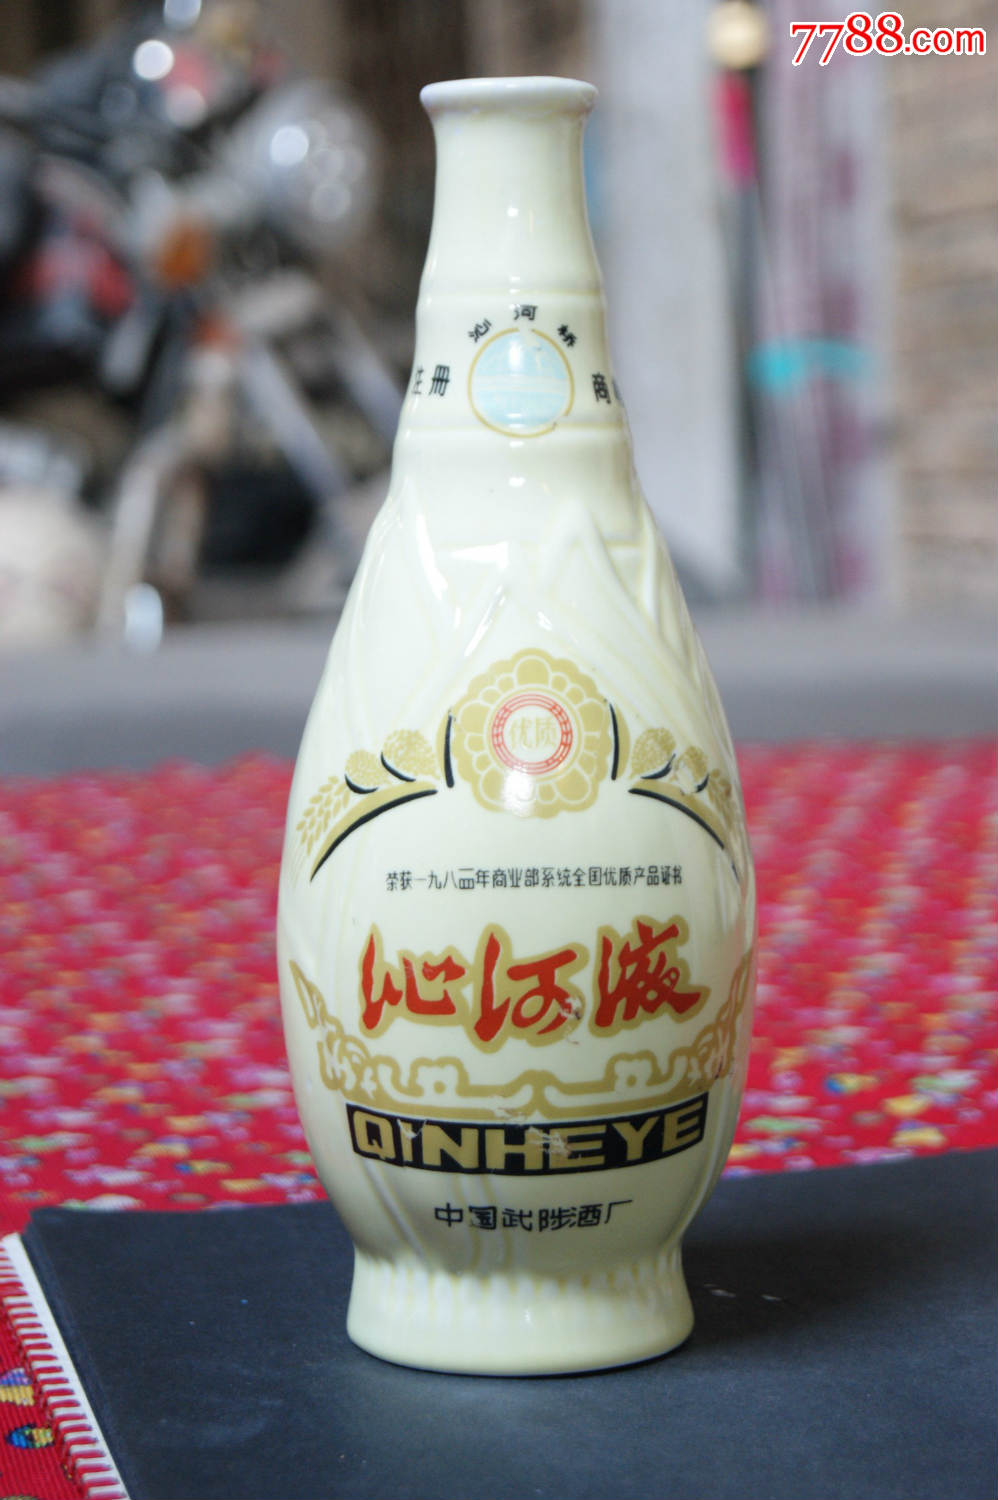 7788.com
沁河桥
注册 商
优质
荣获一九八四年商业部系统全国优质产品证书
沁河液
QINHEYE
中国武陟酒厂